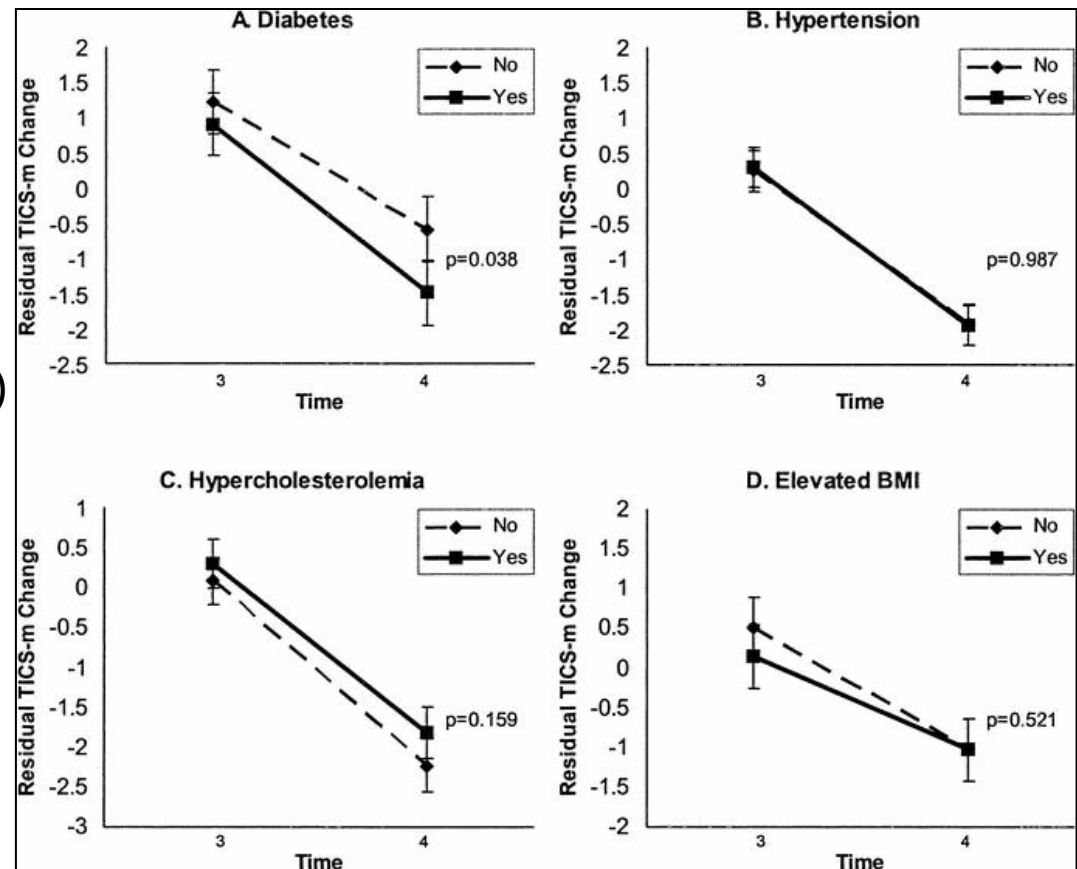 A. Diabetes
2
1.5
1
0.5
0
-0.5
-1
-1.5
-2
-2.5
Residual TICS-m Change
No
Yes
p=0.038
3
4
Time
B. Hypertension
2
1.5
1
0.5
0
-0.5
-1
-1.5
-2
-2.5
Residual TICS-m Change
No
Yes
p=0.987
3
4
Time
)
C. Hypercholesterolemia
1
0.5
0
-0.5
-1
-1.5
-2
-2.5
-3
Residual TICS-m Change
No
Yes
p=0.159
3
4
Time
D. Elevated BMI
2
1.5
1
0.5
0
-0.5
-1
-1.5
-2
Residual TICS-m Change
No
Yes
p=0.521
3
4
Time